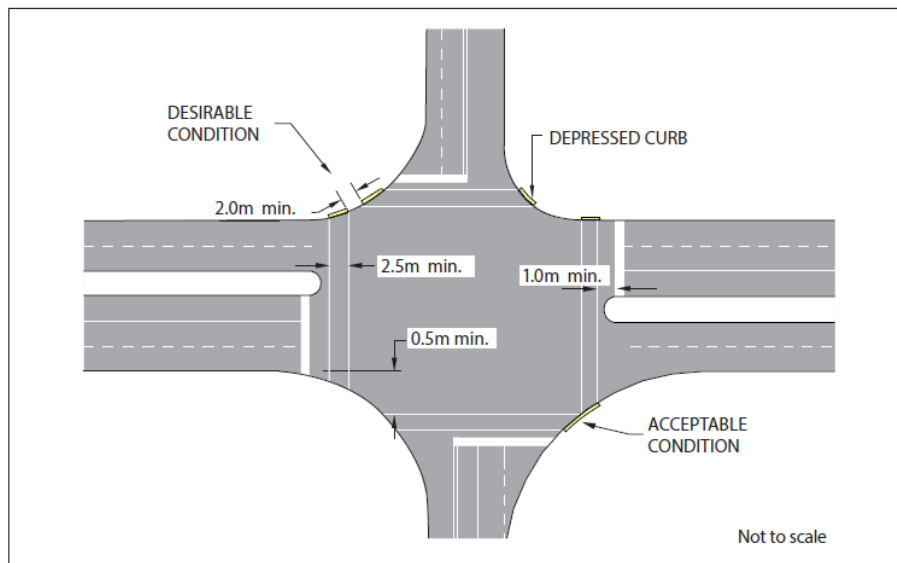 DESIRABLE
CONDITION
DEPRESSED CURB
2.0m min.
2.5m min.
1.0m min.
0.5m min.
ACCEPTABLE
CONDITION
Not to scale